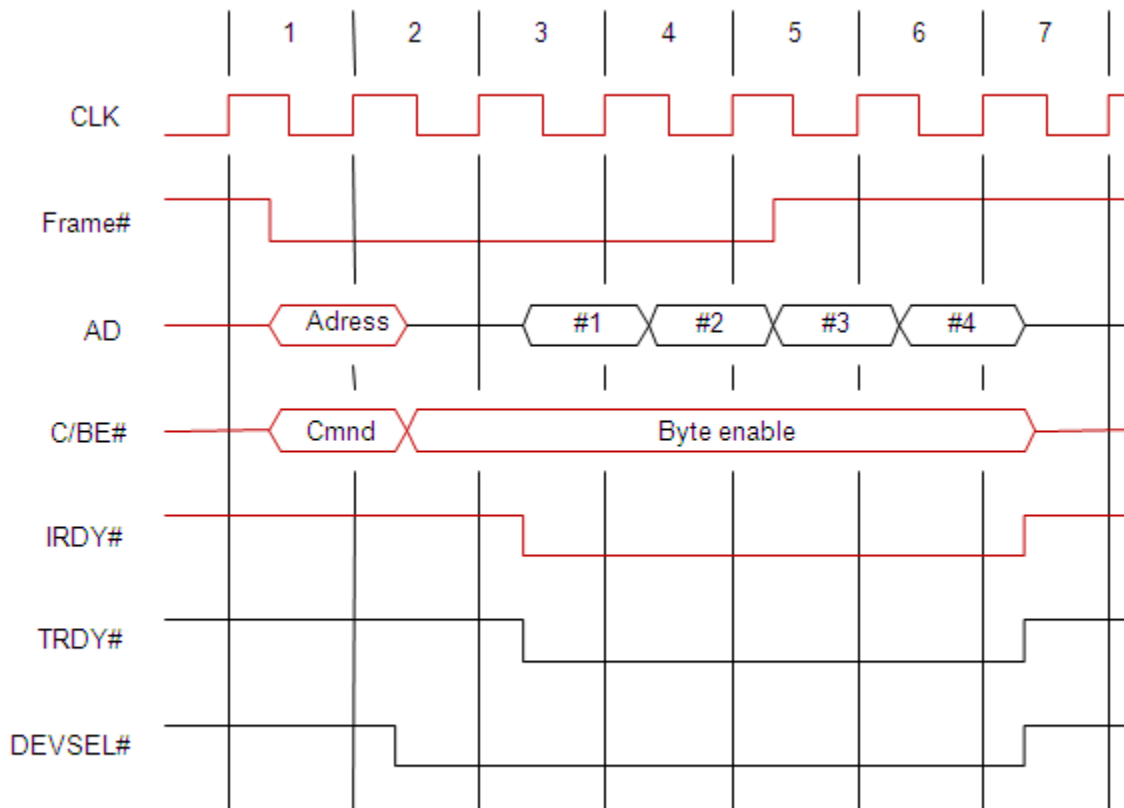 1 2 3 4 5 6 7
CLK
Frame#
AD Adress #1 #2 #3 #4
C/BE# Cmnd Byte enable
IRDY#
TRDY#
DEVSEL#